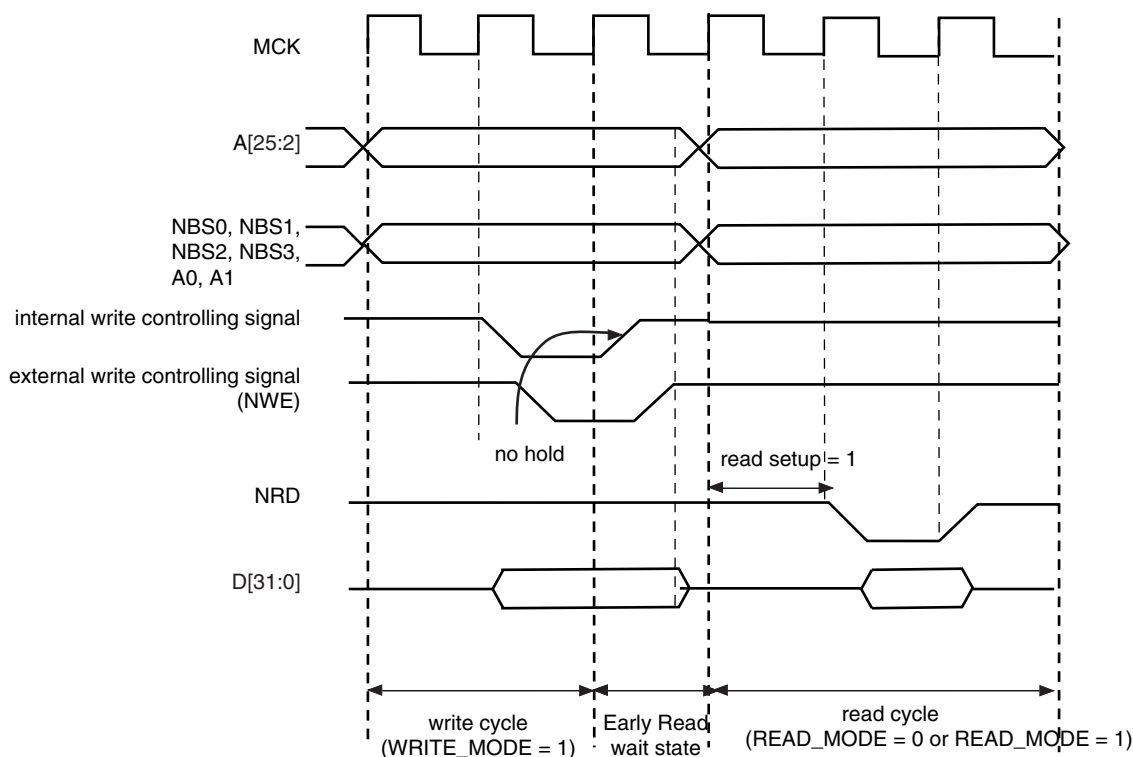 MCK
A[25:2]
NBS0, NBS1,
NBS2, NBS3,
A0, A1
internal write controlling signal
external write controlling signal
(NWE)
no hold
read setup = 1
NRD
D[31:0]
write cycle
(WRITE_MODE = 1)
Early Read
wait state
read cycle
(READ_MODE = 0 or READ_MODE = 1)